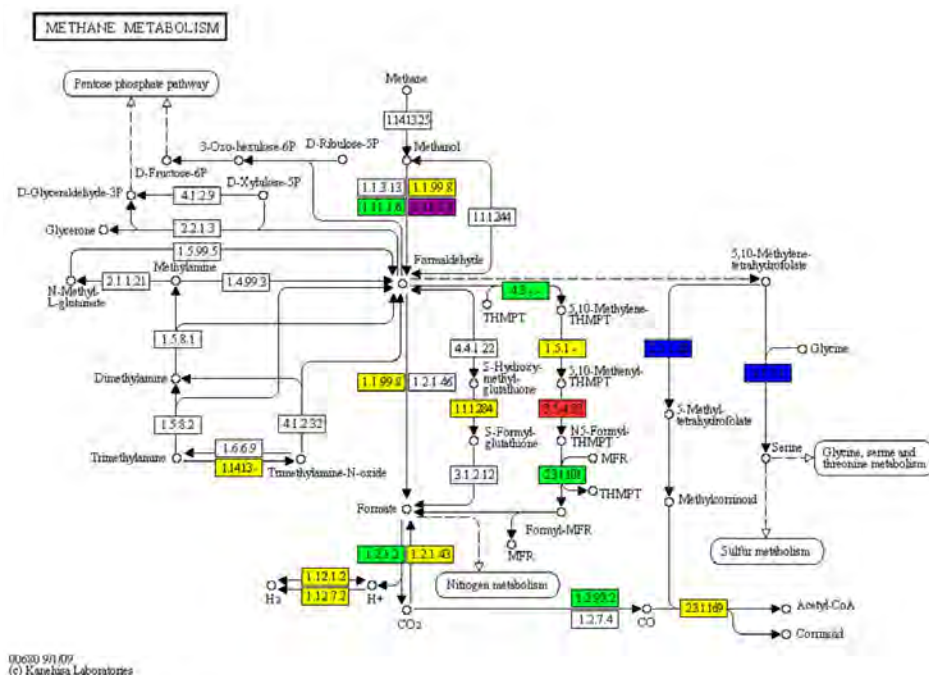 METHANE METABOLISM
Pentose phosphate pathway
Methane
1.14.13.25
3-Oxo-hexulose-6P
D-Ribulose-5P
Methanol
D-Fructose-6P
D-Glyceraldehyde-3P
4.1.2.9
D-Xylulose-5P
1.1.3.13
1.1.99.8
1.11.1.6
1.1.1.244
Glycerone
2.2.1.3
1.5.99.5
Formaldehyde
5,10-Methylene-
tetrahydrofolate
Methylamine
2.1.1.21
1.4.99.3
N-Methyl-
L-glutamate
4.3.-.-
THMPT
5,10-Methylene-
THMPT
1.5.8.1
4.4.1.22
1.5.1.-
Glycine
S-Hydroxy-
methyl-
glutathione
5,10-Methenyl-
THMPT
Dimethylamine
1.1.99.8
1.2.1.46
1.1.1.284
5-Methyl-
tetrahydrofolate
1.5.8.2
4.1.2.32
S-Formyl-
glutathione
N5-Formyl-
THMPT
1.6.6.9
Serine
Glycine, serine and
threonine metabolism
Trimethylamine
1.14.13.-
Trimethylamine-N-oxide
3.1.2.12
MFR
2.3.1.101
THMPT
Methylcorrinoid
Formate
Formyl-MFR
MFR
Sulfur metabolism
1.2.1.2
1.2.1.43
Nitrogen metabolism
1.12.1.2
H2
H+
1.12.7.2
1.2.99.2
CO2
1.2.7.4
CO
2.3.1.169
Acetyl-CoA
Corrinoid
00680 9/1/09
(c) Kanehisa Laboratories